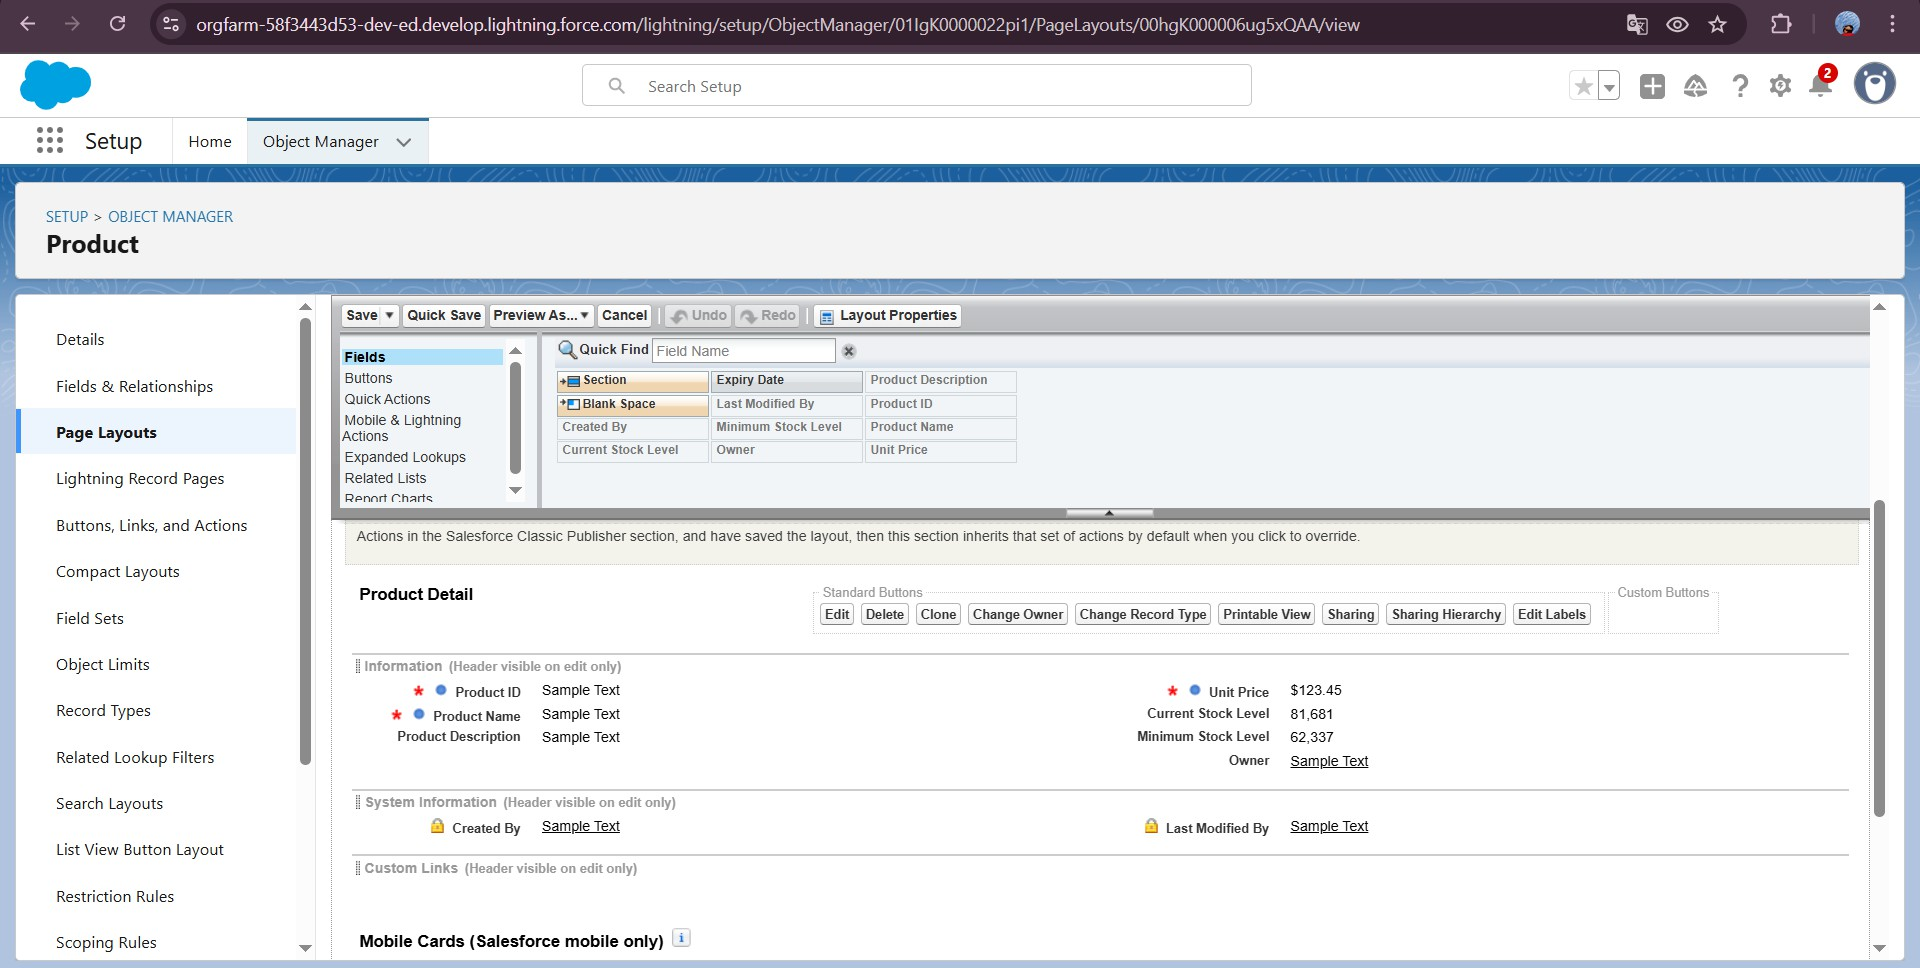 orgfarm-58f3443d53-dev-ed.develop.lightning.force.com/lightning/setup/ObjectManager/01IgK0000022pi1/PageLayouts/00hgK000006ug5xQAA/view
Search Setup
2
Setup
Home
Object Manager
SETUP > OBJECT MANAGER
Product
Details
Fields & Relationships
Page Layouts
Lightning Record Pages
Buttons, Links, and Actions
Compact Layouts
Field Sets
Object Limits
Record Types
Related Lookup Filters
Search Layouts
List View Button Layout
Restriction Rules
Scoping Rules
Save Quick Save Preview As... Cancel Undo Redo Layout Properties
Fields
Buttons
Quick Actions
Mobile & Lightning
Actions
Expanded Lookups
Related Lists
Report Charts
Quick Find Field Name
Section Expiry Date Product Description
Blank Space Last Modified By Product ID
Created By Minimum Stock Level Product Name
Current Stock Level Owner Unit Price
Actions in the Salesforce Classic Publisher section, and have saved the layout, then this section inherits that set of actions by default when you click to override.
Product Detail
Standard Buttons
Edit Delete Clone Change Owner Change Record Type Printable View Sharing Sharing Hierarchy Edit Labels
Custom Buttons
Information (Header visible on edit only)
* Product ID Sample Text
* Product Name Sample Text
Product Description Sample Text
* Unit Price $123.45
Current Stock Level 81,681
Minimum Stock Level 62,337
Owner Sample Text
System Information (Header visible on edit only)
Created By Sample Text
Last Modified By Sample Text
Custom Links (Header visible on edit only)
Mobile Cards (Salesforce mobile only) i